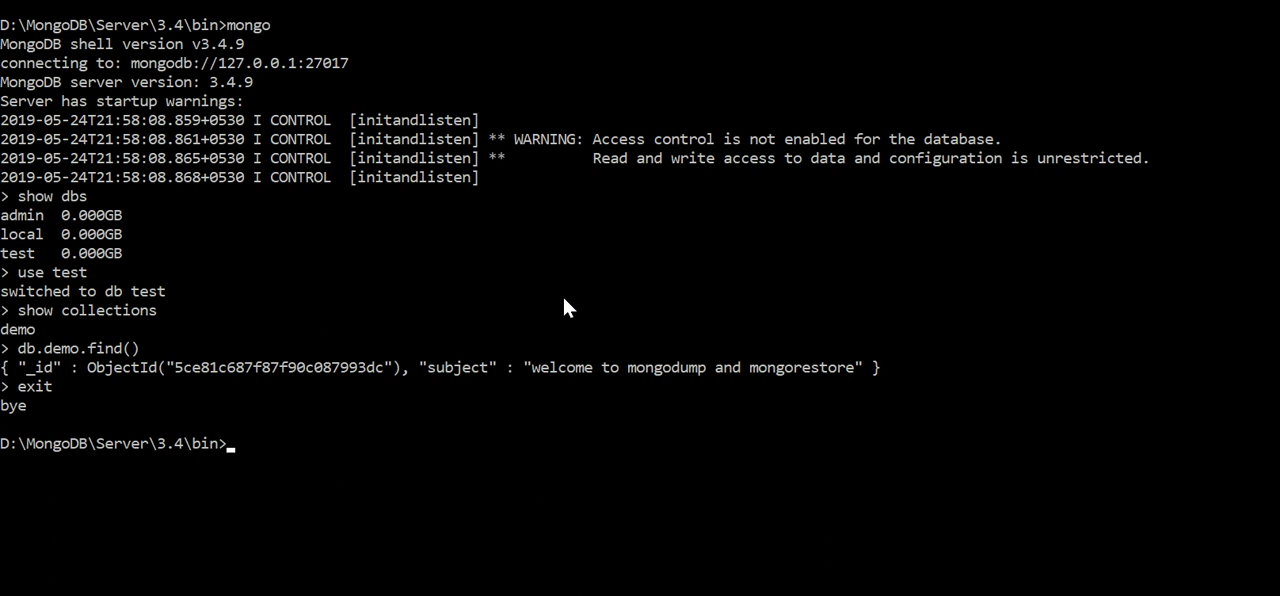 D:\MongoDB\Server\3.4\bin>mongo
MongoDB shell version v3.4.9
connecting to: mongodb://127.0.0.1:27017
MongoDB server version: 3.4.9
Server has startup warnings:
2019-05-24T21:58:08.859+0530 I CONTROL  [initandlisten]
2019-05-24T21:58:08.861+0530 I CONTROL  [initandlisten] ** WARNING: Access control is not enabled for the database.
2019-05-24T21:58:08.865+0530 I CONTROL  [initandlisten] **          Read and write access to data and configuration is unrestricted.
2019-05-24T21:58:08.868+0530 I CONTROL  [initandlisten]
> show dbs
admin  0.000GB
local  0.000GB
test   0.000GB
> use test
switched to db test
> show collections
demo
> db.demo.find()
{ "_id" : ObjectId("5ce81c687f87f90c087993dc"), "subject" : "welcome to mongodump and mongorestore" }
> exit
bye
D:\MongoDB\Server\3.4\bin>